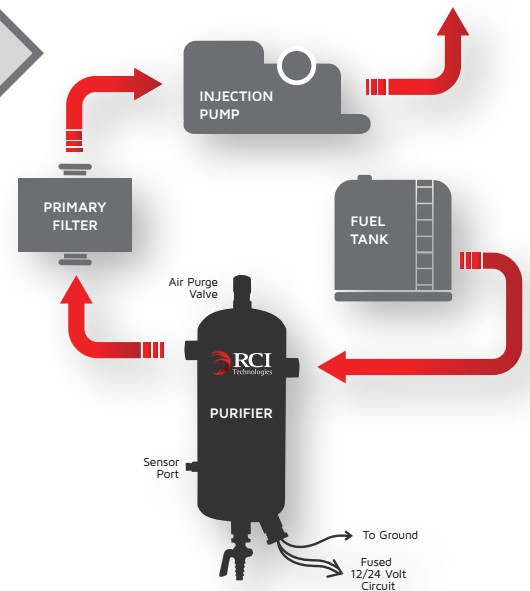 INJECTION
PUMP
PRIMARY
FILTER
FUEL
TANK
Air Purge
Valve
RCI
Technologies
PURIFIER
Sensor
Port
To Ground
Fused
12/24 Volt
Circuit